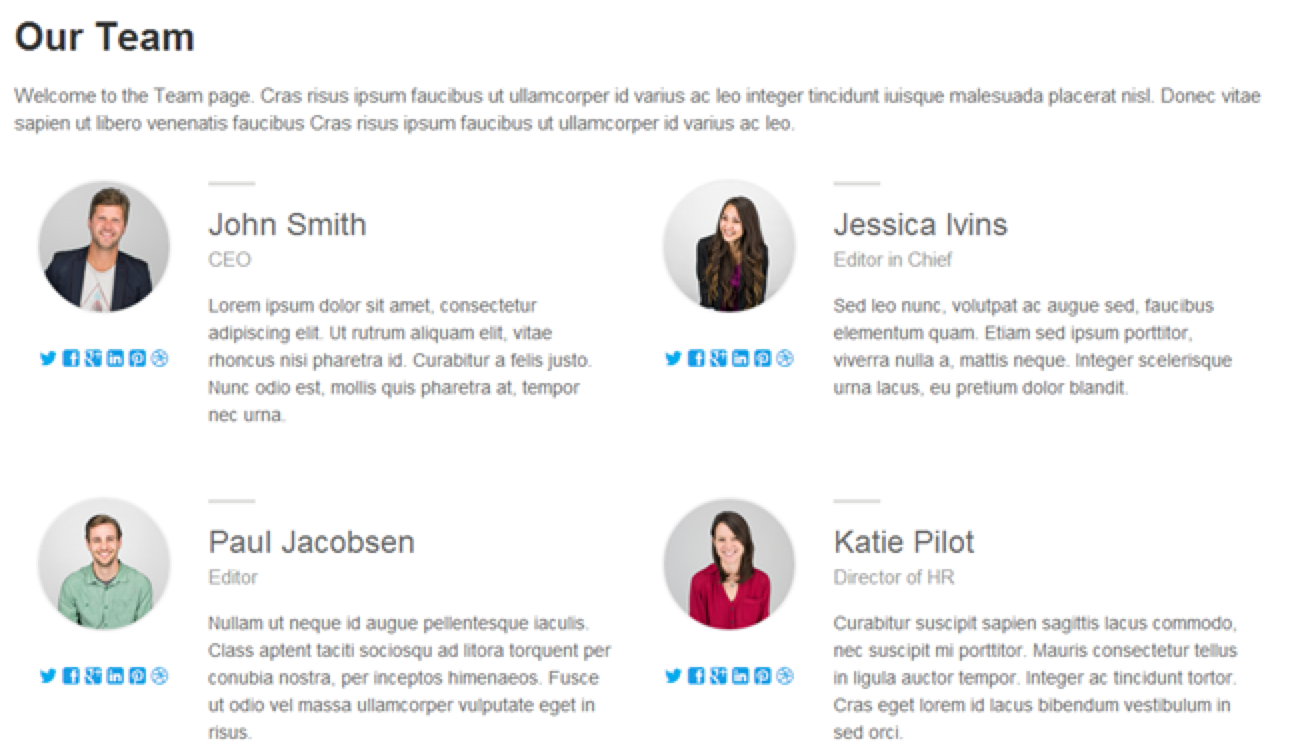 Our Team
Welcome to the Team page. Cras risus ipsum faucibus ut ullamcorper id varius ac leo integer tincidunt iuisque malesuada placerat nisl. Donec vitae
sapien ut libero venenatis faucibus Cras risus ipsum faucibus ut ullamcorper id varius ac leo.
John Smith
CEO
Lorem ipsum dolor sit amet, consectetur
adipiscing elit. Ut rutrum aliquam elit, vitae
rhoncus nisi pharetra id. Curabitur a felis justo.
Nunc odio est, mollis quis pharetra at, tempor
nec urna.
Jessica Ivins
Editor in Chief
Sed leo nunc, volutpat ac augue sed, faucibus
elementum quam. Etiam sed ipsum porttitor,
viverra nulla a, mattis neque. Integer scelerisque
urna lacus, eu pretium dolor blandit.
Paul Jacobsen
Editor
Nullam ut neque id augue pellentesque iaculis.
Class aptent taciti sociosqu ad litora torquent per
conubia nostra, per inceptos himenaeos. Fusce
ut odio vel massa ullamcorper vulputate eget in
risus.
Katie Pilot
Director of HR
Curabitur suscipit sapien sagittis lacus commodo,
nec suscipit mi porttitor. Mauris consectetur tellus
in ligula auctor tempor. Integer ac tincidunt tortor.
Cras eget lorem id lacus bibendum vestibulum in
sed orci.